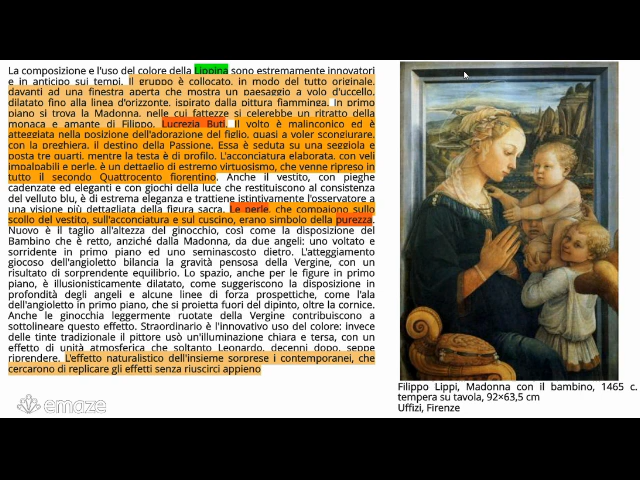 La composizione e l'uso del colore della Lippina sono estremamente innovatori
e in anticipo sui tempi. Il gruppo è collocato, in modo del tutto originale,
davanti ad una finestra aperta che mostra un paesaggio a volo d'uccello,
dilatato fino alla linea d'orizzonte, ispirato dalla pittura fiamminga. In primo
piano si trova la Madonna, nelle cui fattezze si celerebbe un ritratto della
monaca e amante di Filippo, Lucrezia Buti. Il volto è malinconico ed è
atteggiata nella posizione dell'adorazione del figlio, quasi a voler scongiurare,
con la preghiera, il destino della Passione. Essa è seduta su una seggiola e
posta tre quarti, mentre la testa è di profilo. L'acconciatura elaborata, con veli
impalpabili e perle, è un dettaglio di estremo virtuosismo, che venne ripreso in
tutto il secondo Quattrocento fiorentino. Anche il vestito, con pieghe
cadenzate ed eleganti e con giochi della luce che restituiscono al consistenza
del velluto blu, è di estrema eleganza e trattiene istintivamente l'osservatore a
una visione più dettagliata della figura sacra. Le perle, che compaiono sullo
scollo del vestito, sull'acconciatura e sul cuscino, erano simbolo della purezza.
Nuovo è il taglio all'altezza del ginocchio, così come la disposizione del
Bambino che è retto, anziché dalla Madonna, da due angeli: uno voltato e
sorridente in primo piano ed uno seminascosto dietro. L'atteggiamento
giocoso dell'angioletto bilancia la gravità pensosa della Vergine, con un
risultato di sorprendente equilibrio. Lo spazio, anche per le figure in primo
piano, è illusionisticamente dilatato, come suggeriscono la disposizione in
profondità degli angeli e alcune linee di forza prospettiche, come l'ala
dell'angioletto in primo piano, che si proietta fuori del dipinto, oltre la cornice.
Anche le ginocchia leggermente ruotate della Vergine contribuiscono a
sottolineare questo effetto. Straordinario è l'innovativo uso del colore: invece
delle tinte tradizionale il pittore usò un'illuminazione chiara e tersa, con un
effetto di unità atmosferica che soltanto Leonardo, decenni dopo, seppe
riprendere. L'effetto naturalistico dell'insieme sorprese i contemporanei, che
cercarono di replicare gli effetti senza riuscirci appieno
emaze
Filippo Lippi, Madonna con il bambino, 1465 c.
tempera su tavola, 92×63,5 cm
Uffizi, Firenze